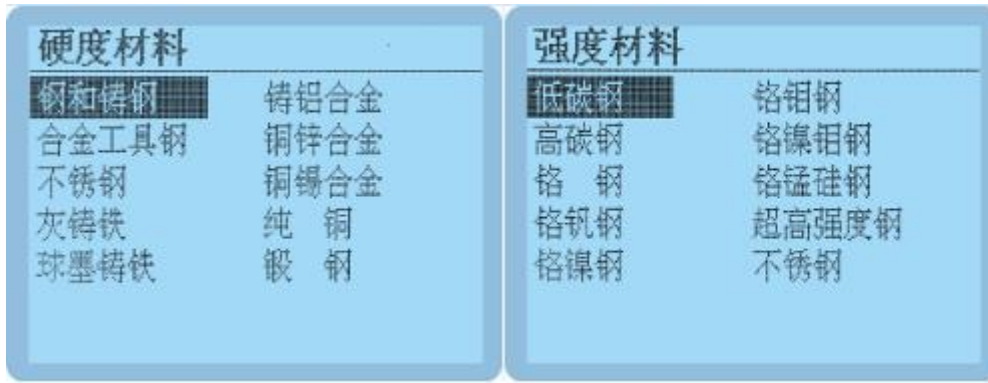 硬度材料
钢和铸钢 铸铝合金
合金工具钢 铜锌合金
不锈钢 铜锡合金
灰铸铁 纯 铜
球墨铸铁 锻 钢
强度材料
低碳钢 铬钼钢
高碳钢 铬镍钼钢
铬 钢 铬锰硅钢
铬钒钢 超高强度钢
铬镍钢 不锈钢